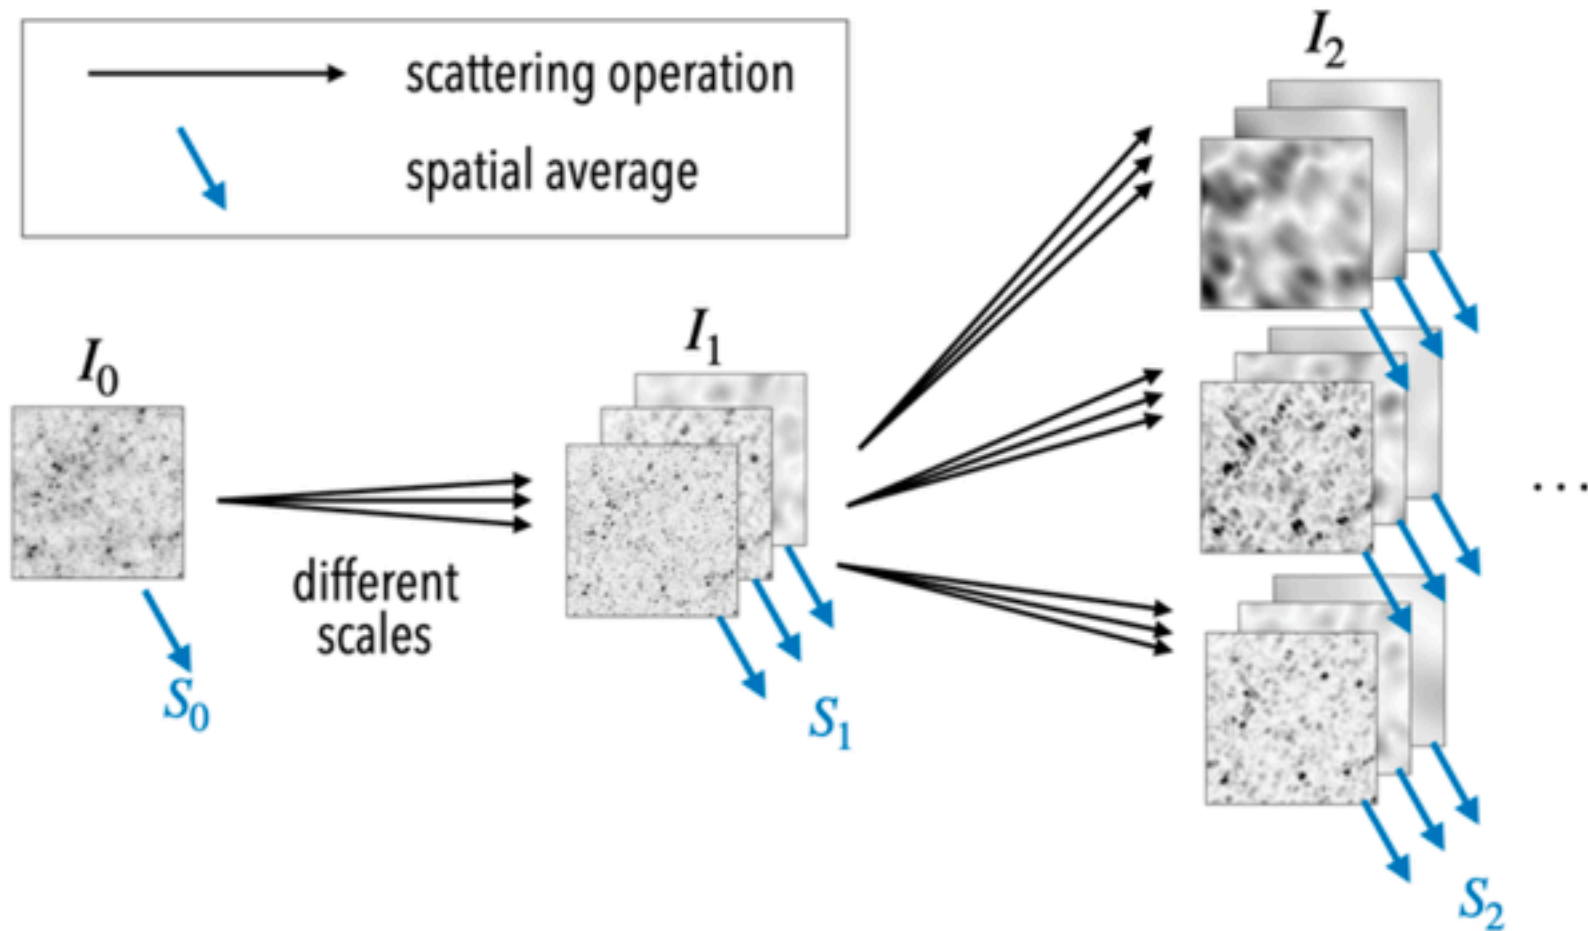 scattering operation
spatial average
I₀
S₀
different
scales
I₁
S₁
I₂
S₂
...